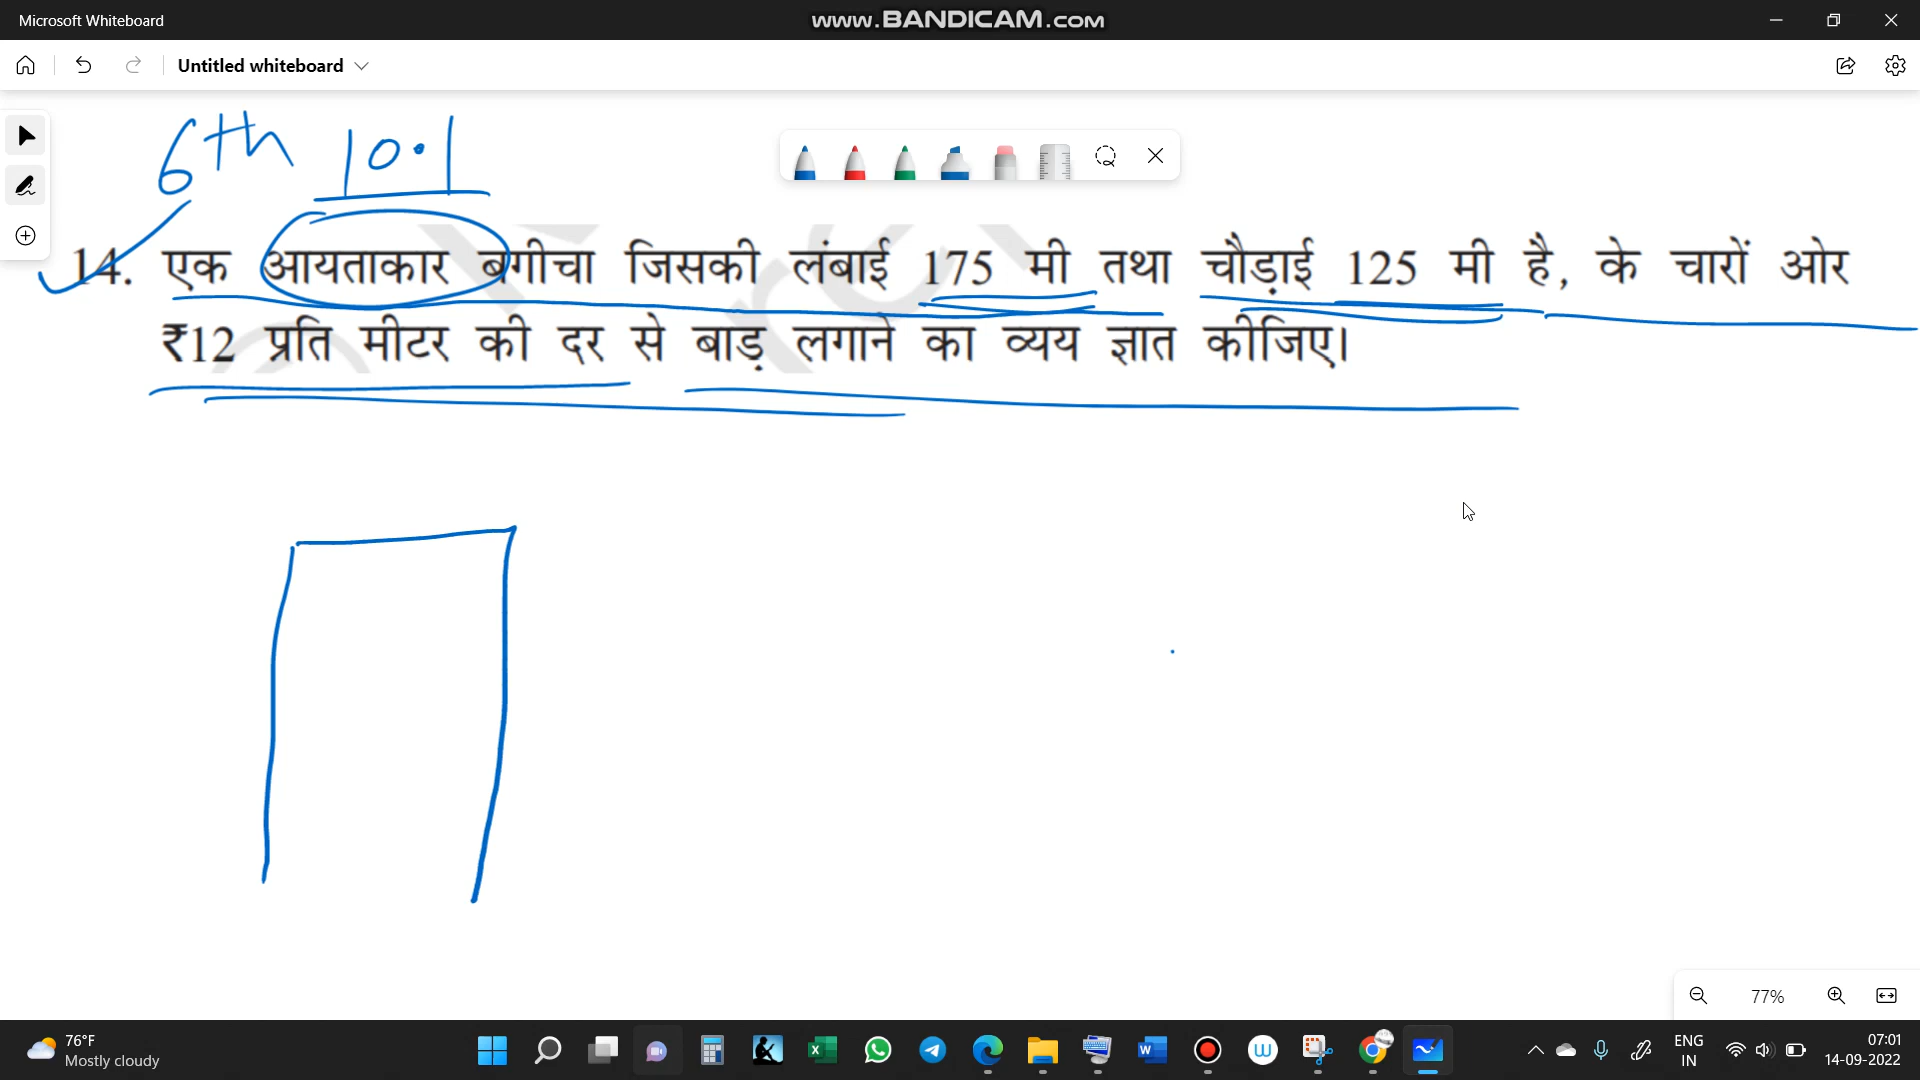 Microsoft Whiteboard
www.BANDICAM.com
Untitled whiteboard
6th 10.1
14. एक आयताकार बगीचा जिसकी लंबाई 175 मी तथा चौड़ाई 125 मी है, के चारों ओर
₹12 प्रति मीटर की दर से बाड़ लगाने का व्यय ज्ञात कीजिए।
77%
76°F
Mostly cloudy
ENG
IN
07:01
14-09-2022